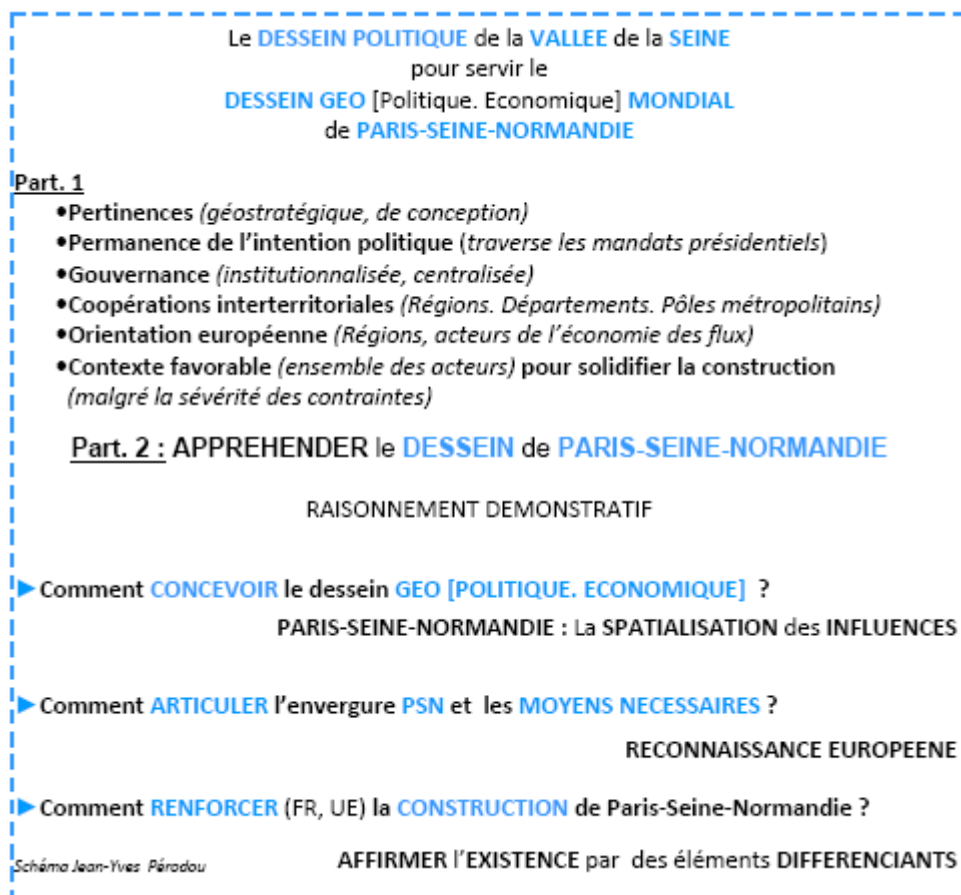 Le DESSEIN POLITIQUE de la VALLEE de la SEINE
pour servir le
DESSEIN GEO [Politique. Economique] MONDIAL
de PARIS-SEINE-NORMANDIE
Part. 1
•Pertinences (géostratégique, de conception)
•Permanence de l'intention politique (traverse les mandats présidentiels)
•Gouvernance (institutionnalisée, centralisée)
•Coopérations interterritoriales (Régions. Départements. Pôles métropolitains)
•Orientation européenne (Régions, acteurs de l'économie des flux)
•Contexte favorable (ensemble des acteurs) pour solidifier la construction
(malgré la sévérité des contraintes)
Part. 2 : APPREHENDER le DESSEIN de PARIS-SEINE-NORMANDIE
RAISONNEMENT DEMONSTRATIF
►Comment CONCEVOIR le dessein GEO [POLITIQUE. ECONOMIQUE] ?
PARIS-SEINE-NORMANDIE : La SPATIALISATION des INFLUENCES
►Comment ARTICULER l'envergure PSN et les MOYENS NECESSAIRES ?
RECONNAISSANCE EUROPEENE
►Comment RENFORCER (FR, UE) la CONSTRUCTION de Paris-Seine-Normandie ?
AFFIRMER l'EXISTENCE par des éléments DIFFERENCIANTS
Schéma Jean-Yves Pérodou